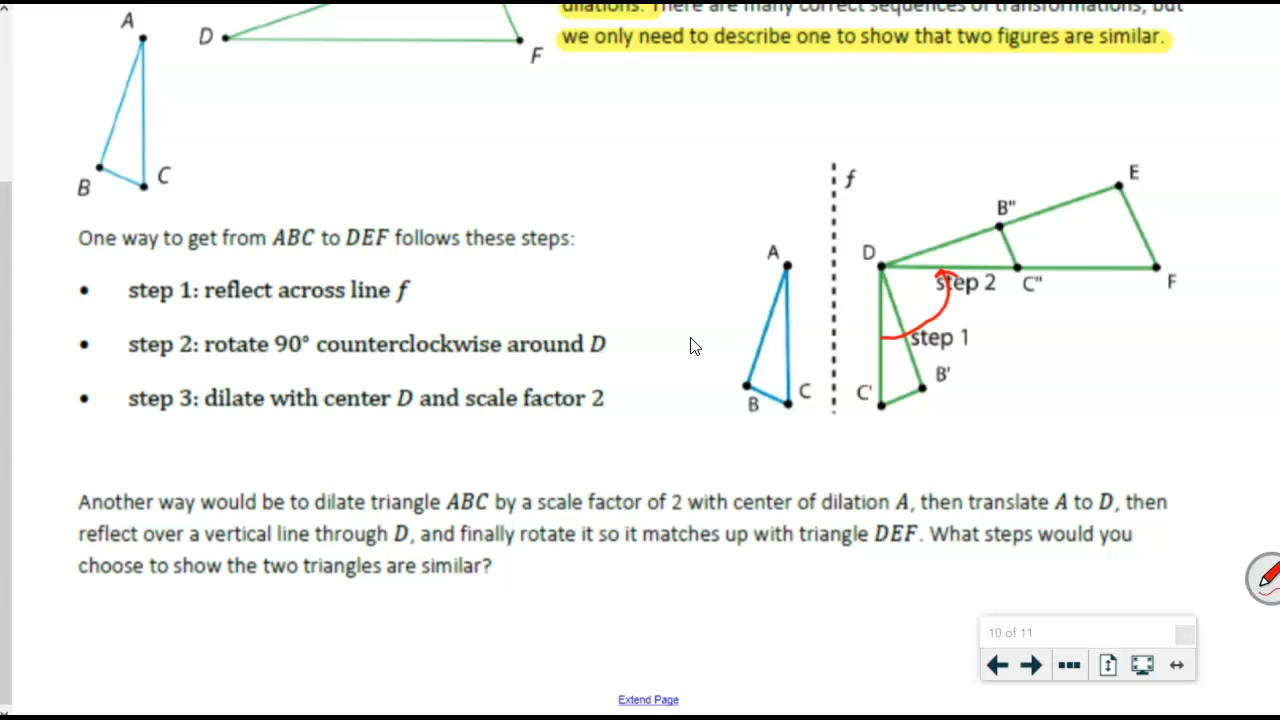 dilations. There are many correct sequences of transformations, but
we only need to describe one to show that two figures are similar.
A
D
F
B
C
One way to get from ABC to DEF follows these steps:
• step 1: reflect across line f
• step 2: rotate 90° counterclockwise around D
• step 3: dilate with center D and scale factor 2
f
E
B"
A
D
step 2
C"
F
step 1
B'
B
C
C'
Another way would be to dilate triangle ABC by a scale factor of 2 with center of dilation A, then translate A to D, then
reflect over a vertical line through D, and finally rotate it so it matches up with triangle DEF. What steps would you
choose to show the two triangles are similar?
10 of 11
Extend Page